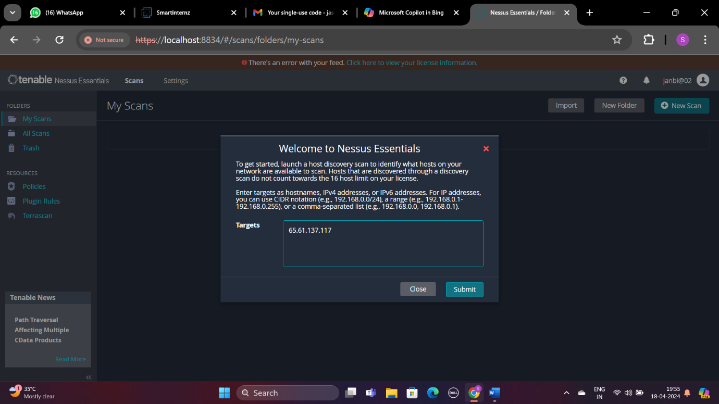 (16) WhatsApp
SmartInternz
Your single-use code - jan
Microsoft Copilot in Bing
Nessus Essentials / Folde
Not secure
https://localhost:8834/#/scans/folders/my-scans
S
There's an error with your feed. Click here to view your license information.
tenable Nessus Essentials
Scans
Settings
janbi@02
FOLDERS
My Scans
All Scans
Trash
RESOURCES
Policies
Plugin Rules
Terrascan
My Scans
Import
New Folder
New Scan
Welcome to Nessus Essentials
To get started, launch a host discovery scan to identify what hosts on your
network are available to scan. Hosts that are discovered through a discovery
scan do not count towards the 16 host limit on your license.
Enter targets as hostnames, IPv4 addresses, or IPv6 addresses. For IP addresses,
you can use CIDR notation (e.g., 192.168.0.0/24), a range (e.g., 192.168.0.1-
192.168.0.255), or a comma-separated list (e.g., 192.168.0.0, 192.168.0.1).
Targets
65.61.137.117
Close
Submit
Tenable News
Path Traversal
Affecting Multiple
CData Products
Read More
35°C
Mostly clear
Search
ENG
IN
19:55
18-04-2024